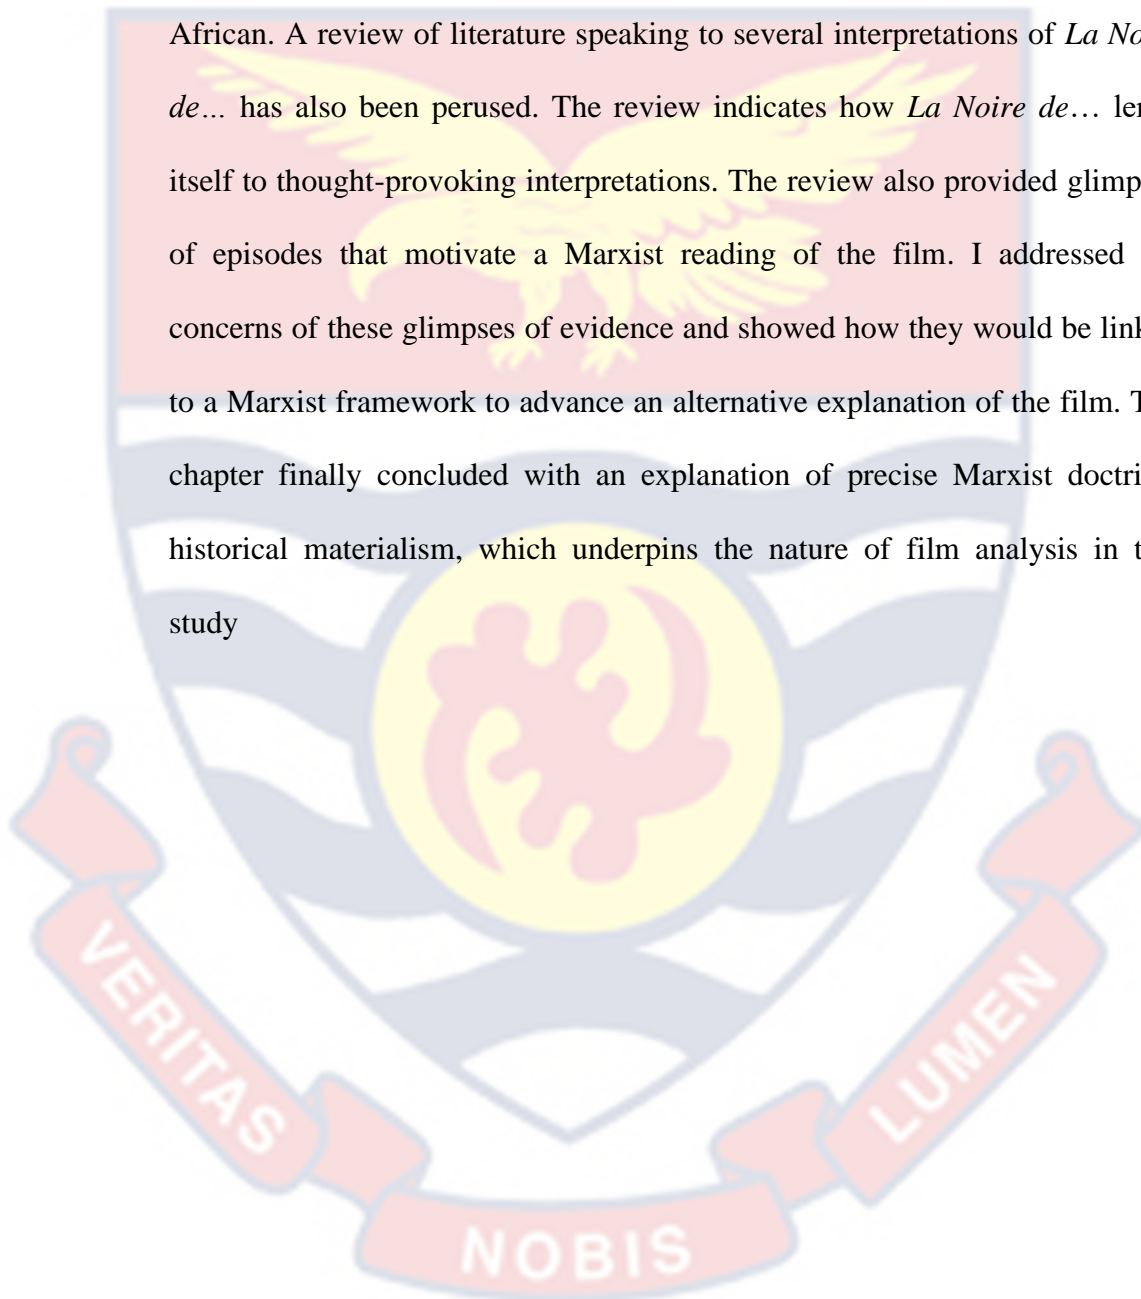 African. A review of literature speaking to several interpretations of La No
de... has also been perused. The review indicates how La Noire de… ler
itself to thought-provoking interpretations. The review also provided glimp
of episodes that motivate a Marxist reading of the film. I addressed
concerns of these glimpses of evidence and showed how they would be link
to a Marxist framework to advance an alternative explanation of the film. T
chapter finally concluded with an explanation of precise Marxist doctri
historical materialism, which underpins the nature of film analysis in t
study
VERITAS
NOBIS
LUMEN